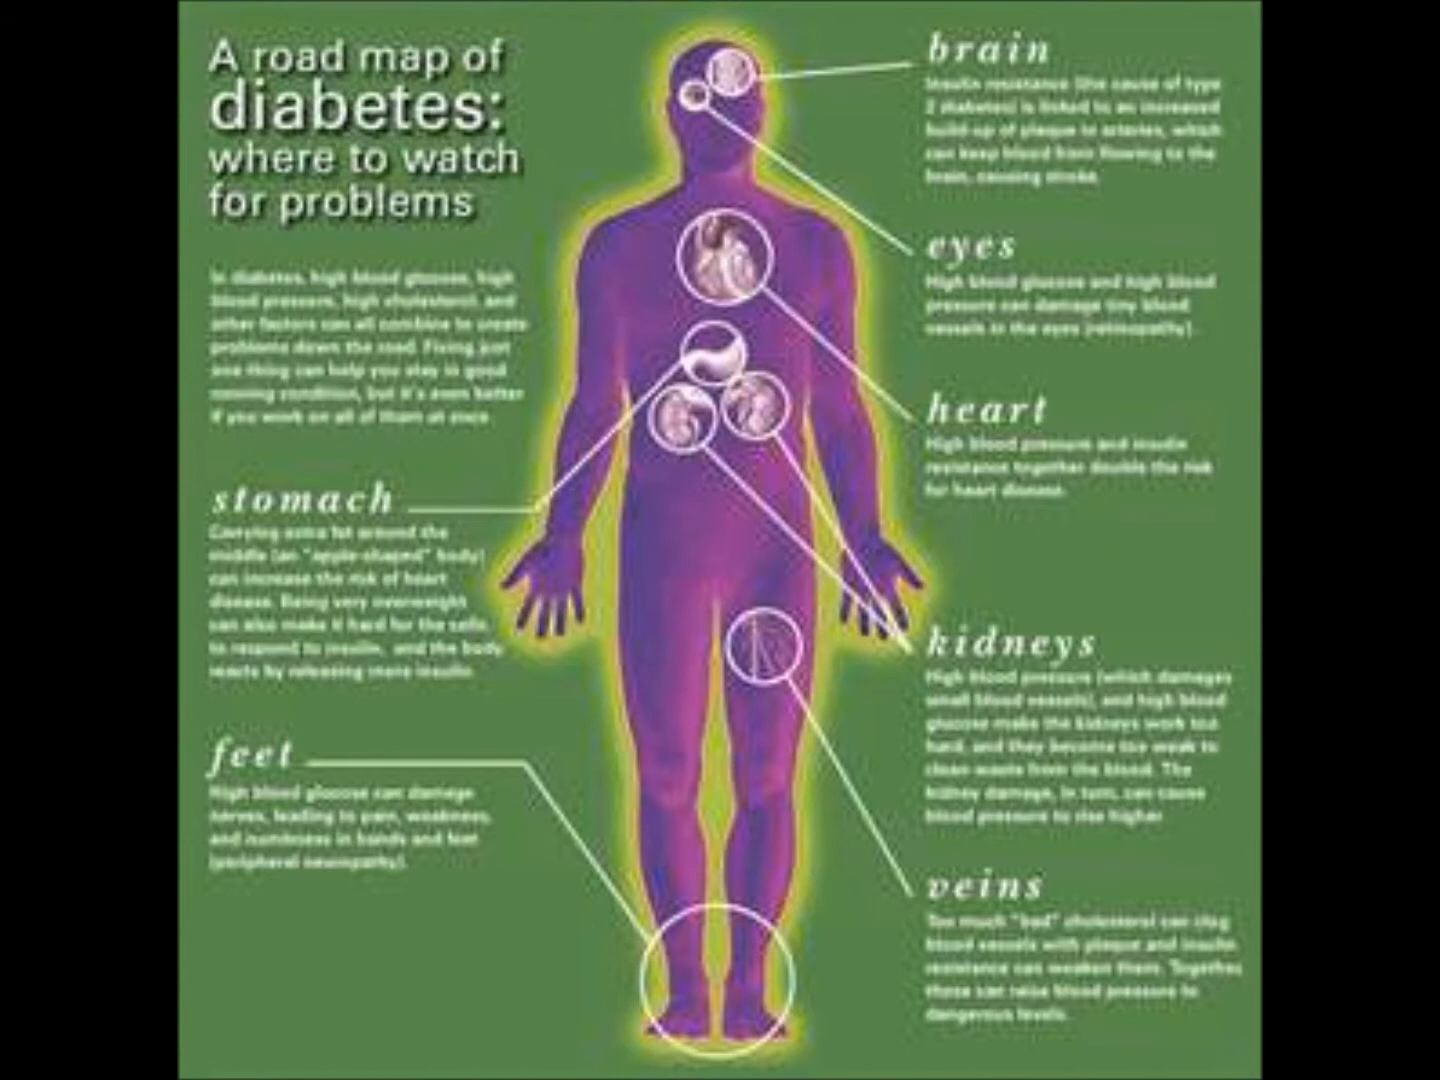 A road map of
diabetes:
where to watch
for problems
In diabetes, high blood glucose, high
blood pressure, high cholesterol, and
other factors can all combine to create
problems down the road. Fixing just
one thing can help you stay in good
running condition, but it's even better
if you work on all of them at once.
stomach
Carrying extra fat around the
middle (an "apple-shaped" body)
can increase the risk of heart
disease. Being very overweight
can also make it hard for the cells
to respond to insulin, and the body
reacts by releasing more insulin.
feet
High blood glucose can damage
nerves, leading to pain, weakness,
and numbness in hands and feet
(peripheral neuropathy).
brain
Insulin resistance (the cause of type
2 diabetes) is linked to an increased
build-up of plaque in arteries, which
can keep blood from flowing to the
brain, causing stroke.
eyes
High blood glucose and high blood
pressure can damage tiny blood
vessels in the eyes (retinopathy).
heart
High blood pressure and insulin
resistance together double the risk
for heart disease.
kidneys
High blood pressure (which damages
small blood vessels), and high blood
glucose make the kidneys work too
hard, and they become too weak to
clean waste from the blood. The
kidney damage, in turn, can cause
blood pressure to rise higher.
veins
Too much "bad" cholesterol can clog
blood vessels with plaque and insulin
resistance can weaken them. Together,
these can raise blood pressure to
dangerous levels.